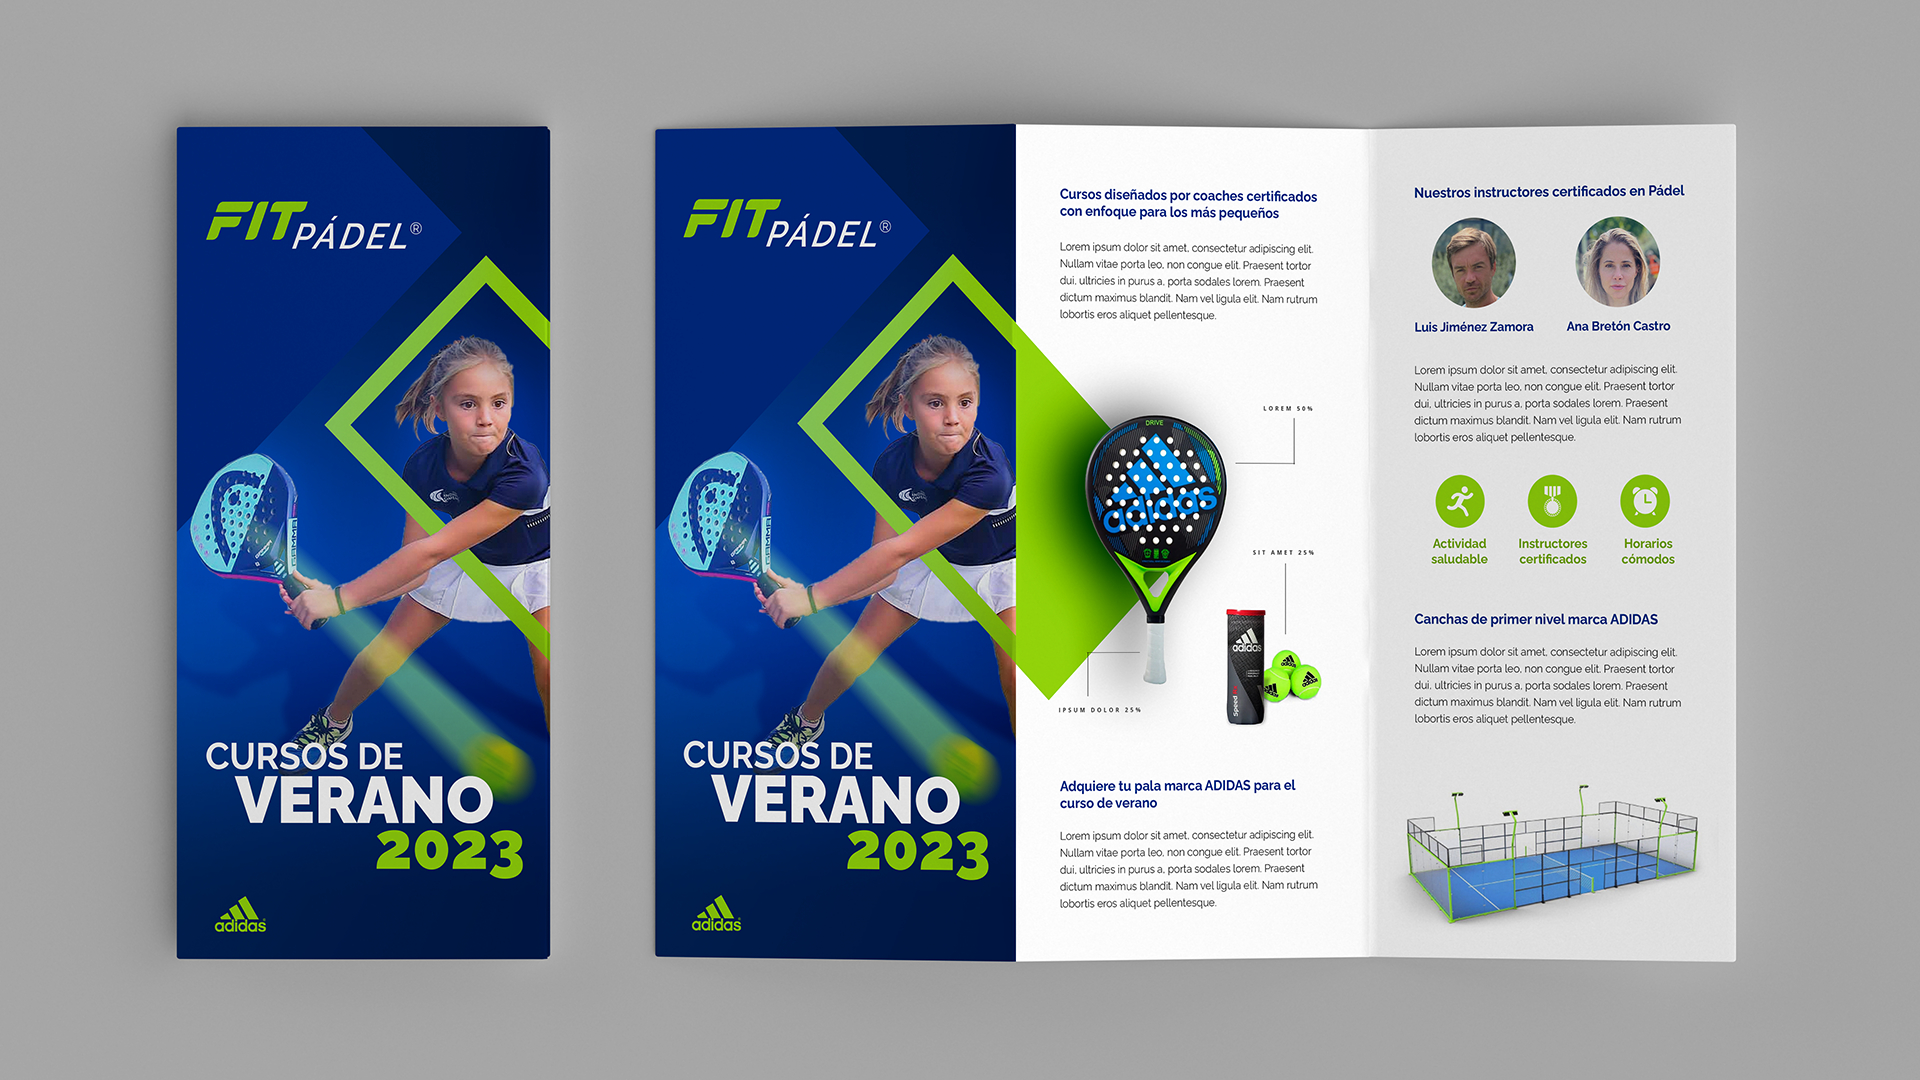 FIT PÁDEL®
CURSOS DE
VERANO
2023
adidas
FIT PÁDEL®
CURSOS DE
VERANO
2023
adidas
Cursos diseñados por coaches certificados
con enfoque para los más pequeños
Lorem ipsum dolor sit amet, consectetur adipiscing elit.
Nullam vitae porta leo, non congue elit. Praesent tortor
dui, ultricies in purus a, porta sodales lorem. Praesent
dictum maximus blandit. Nam vel ligula elit. Nam rutrum
lobortis eros aliquet pellentesque.
LOREM 50%
DRIVE
adidas
SIT AMET 25%
adidas
Speed
IPSUM DOLOR 25%
Adquiere tu pala marca ADIDAS para el
curso de verano
Lorem ipsum dolor sit amet, consectetur adipiscing elit.
Nullam vitae porta leo, non congue elit. Praesent tortor
dui, ultricies in purus a, porta sodales lorem. Praesent
dictum maximus blandit. Nam vel ligula elit. Nam rutrum
lobortis eros aliquet pellentesque.
Nuestros instructores certificados en Pádel
Luis Jiménez Zamora
Ana Bretón Castro
Lorem ipsum dolor sit amet, consectetur adipiscing elit.
Nullam vitae porta leo, non congue elit. Praesent tortor
dui, ultricies in purus a, porta sodales lorem. Praesent
dictum maximus blandit. Nam vel ligula elit. Nam rutrum
lobortis eros aliquet pellentesque.
Actividad
saludable
Instructores
certificados
Horarios
cómodos
Canchas de primer nivel marca ADIDAS
Lorem ipsum dolor sit amet, consectetur adipiscing elit.
Nullam vitae porta leo, non congue elit. Praesent tortor
dui, ultricies in purus a, porta sodales lorem. Praesent
dictum maximus blandit. Nam vel ligula elit. Nam rutrum
lobortis eros aliquet pellentesque.